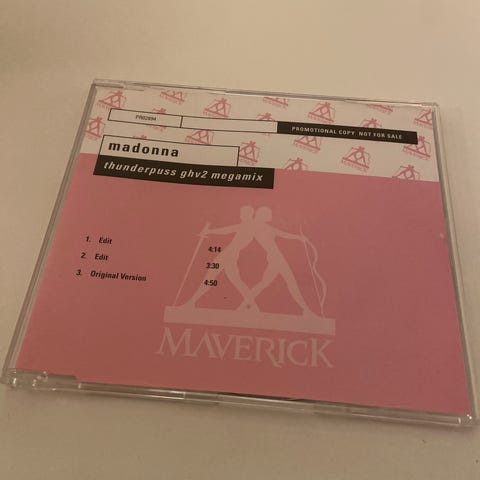 PR02894
PROMOTIONAL COPY NOT FOR SALE
madonna
thunderpuss ghv2 megamix
1. Edit 4:14
2. Edit 3:30
3. Original Version 4:50
MAVERICK